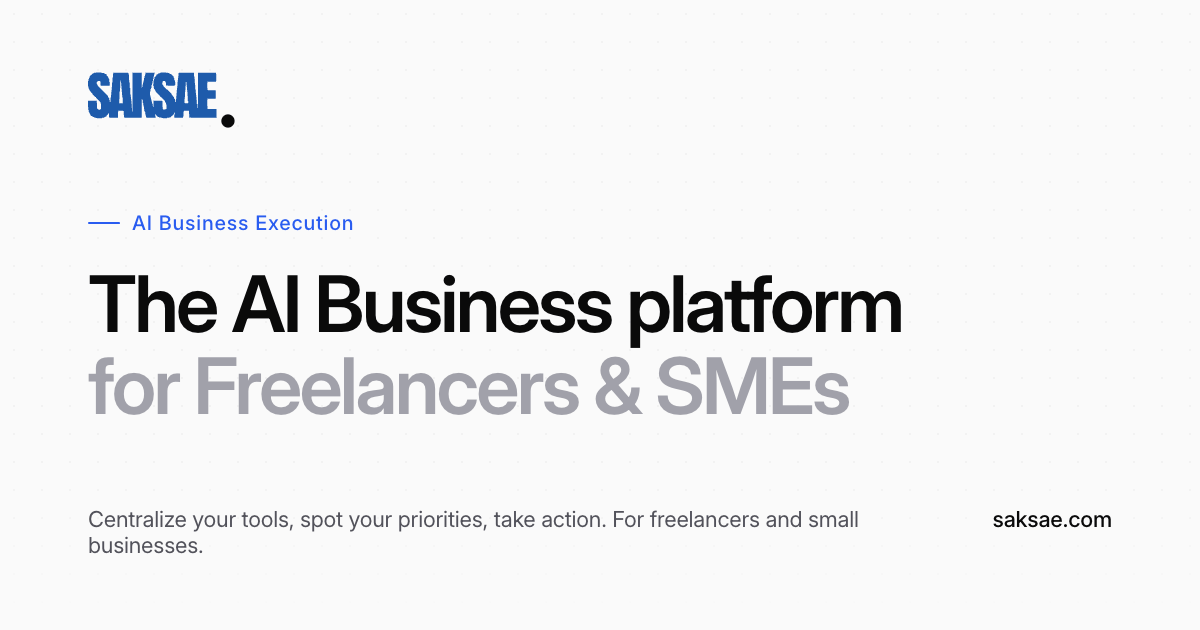 SAKSAE.
AI Business Execution
The AI Business platform
for Freelancers & SMEs
Centralize your tools, spot your priorities, take action. For freelancers and small
businesses.
saksae.com